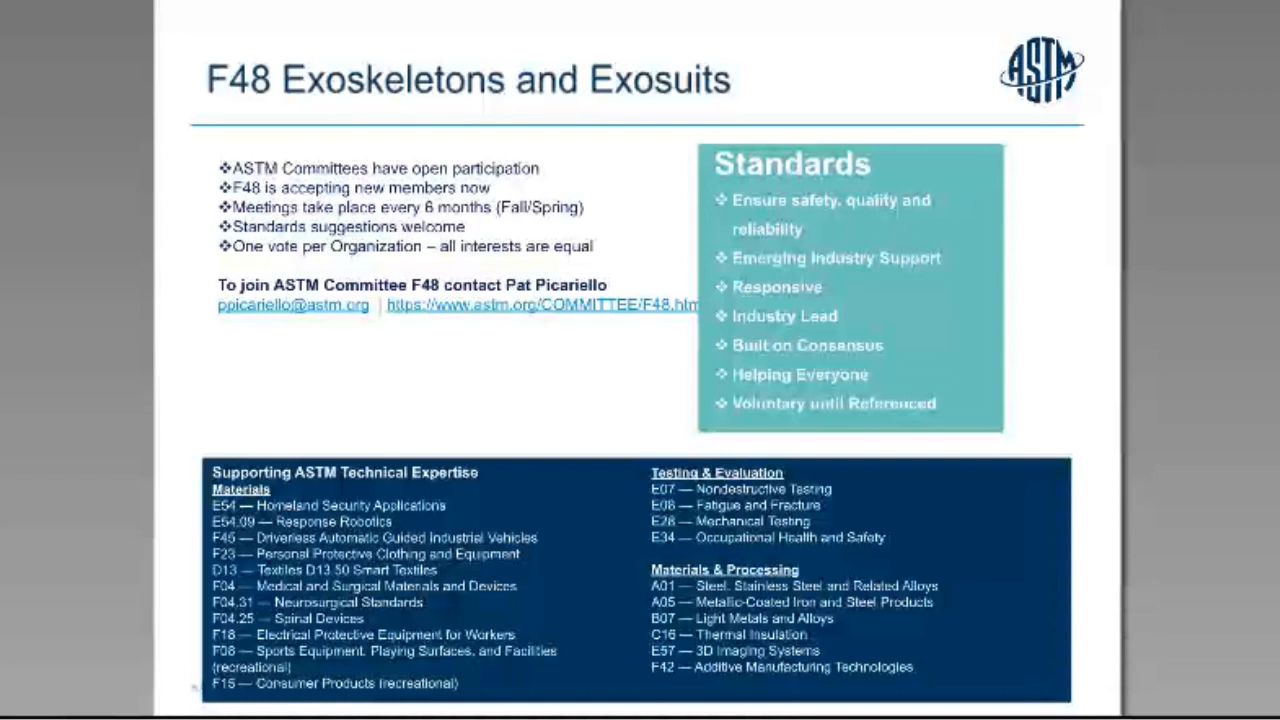 F48 Exoskeletons and Exosuits
ASTM
❖ASTM Committees have open participation
❖F48 is accepting new members now
❖Meetings take place every 6 months (Fall/Spring)
❖Standards suggestions welcome
❖One vote per Organization – all interests are equal
To join ASTM Committee F48 contact Pat Picariello
ppicariello@astm.org | https://www.astm.org/COMMITTEE/F48.htm
Standards
❖ Ensure safety, quality and
reliability
❖ Emerging Industry Support
❖ Responsive
❖ Industry Lead
❖ Built on Consensus
❖ Helping Everyone
❖ Voluntary until Referenced
Supporting ASTM Technical Expertise
Materials
E54 — Homeland Security Applications
E54.09 — Response Robotics
F45 — Driverless Automatic Guided Industrial Vehicles
F23 — Personal Protective Clothing and Equipment
D13 — Textiles D13.50 Smart Textiles
F04 — Medical and Surgical Materials and Devices
F04.31 — Neurosurgical Standards
F04.25 — Spinal Devices
F18 — Electrical Protective Equipment for Workers
F08 — Sports Equipment, Playing Surfaces, and Facilities
(recreational)
F15 — Consumer Products (recreational)
Testing & Evaluation
E07 — Nondestructive Testing
E08 — Fatigue and Fracture
E28 — Mechanical Testing
E34 — Occupational Health and Safety
Materials & Processing
A01 — Steel, Stainless Steel and Related Alloys
A05 — Metallic-Coated Iron and Steel Products
B07 — Light Metals and Alloys
C16 — Thermal Insulation
E57 — 3D Imaging Systems
F42 — Additive Manufacturing Technologies